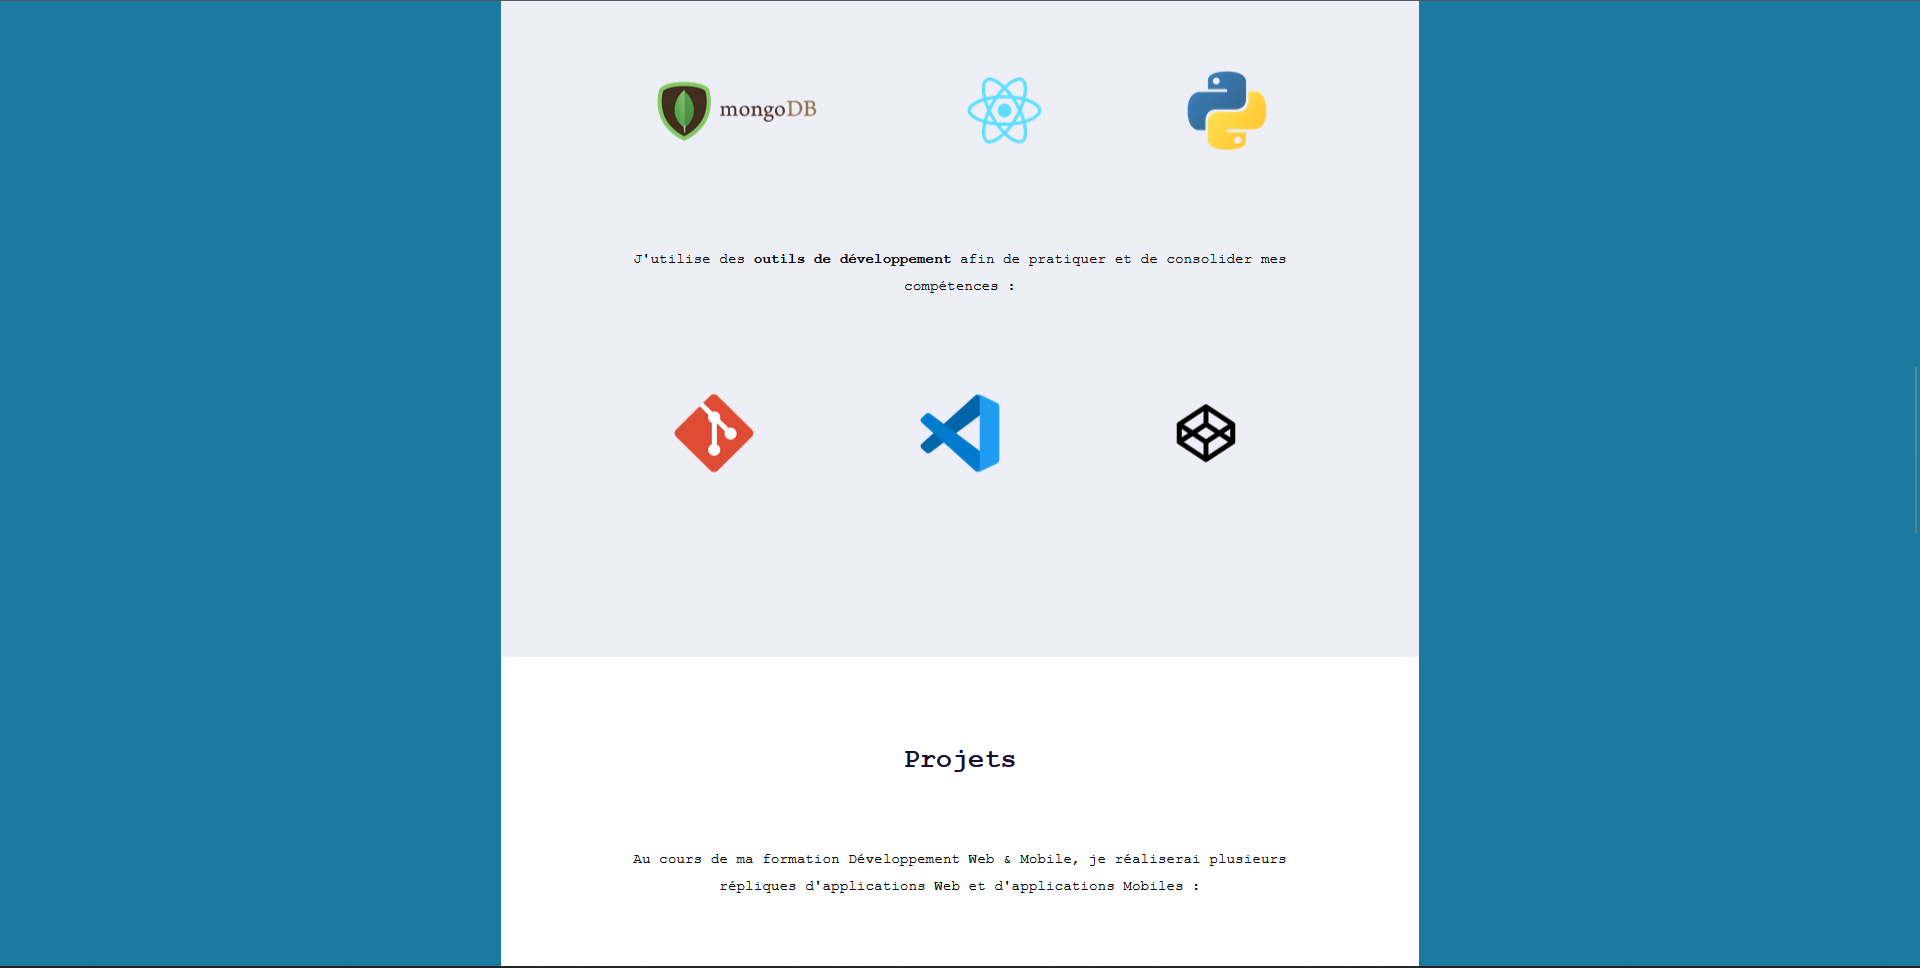 mongoDB
J'utilise des outils de développement afin de pratiquer et de consolider mes
compétences :
Projets
Au cours de ma formation Développement Web & Mobile, je réaliserai plusieurs
répliques d'applications Web et d'applications Mobiles :